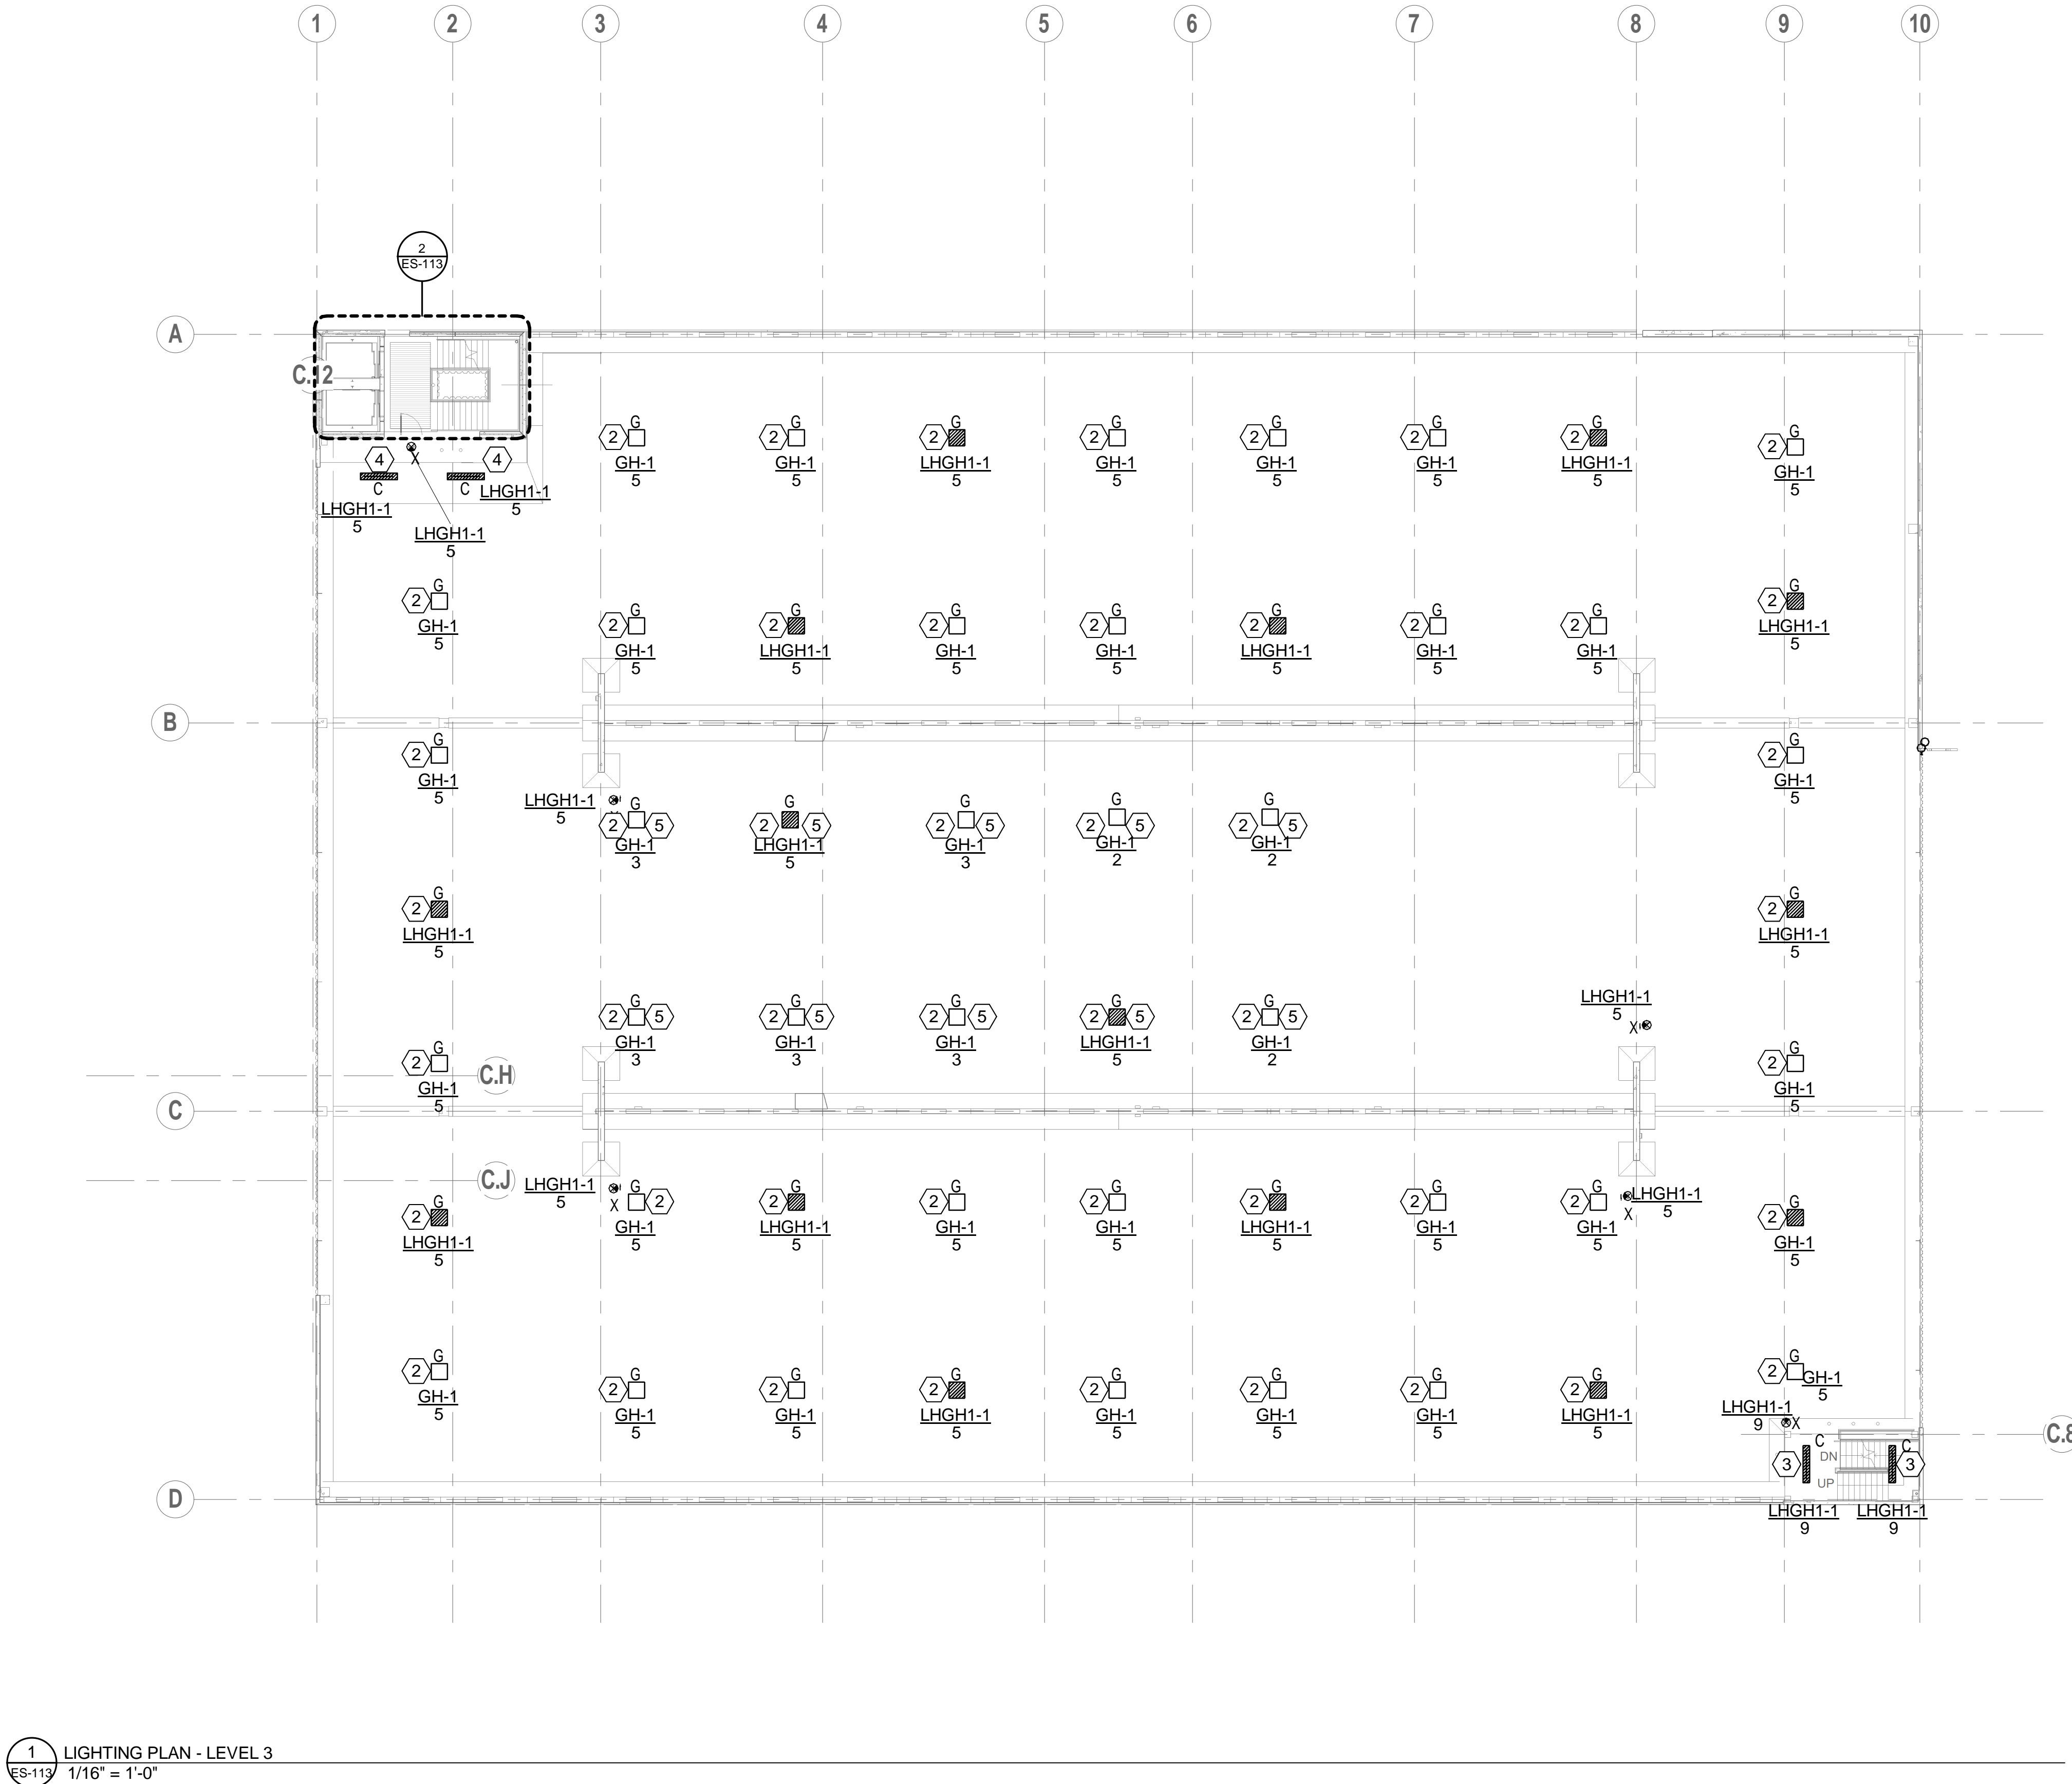 1 2 3 4 5 6 7 8 9 10
2
ES-113
A
C.12
G G G G G G G G
2 2 2 2 2 2 2 2
GH-1 GH-1 LHGH1-1 GH-1 GH-1 GH-1 LHGH1-1 GH-1
5 5 5 5 5 5 5 5
4 X 4
C C
LHGH1-1 LHGH1-1
5 5
LHGH1-1
5
G G
2 2
GH-1 LHGH1-1
5 5
G G G G G G G
2 2 2 2 2 2 2
GH-1 LHGH1-1 GH-1 GH-1 LHGH1-1 GH-1 GH-1
5 5 5 5 5 5 5
B
G G
2 2
GH-1 GH-1
5 5
LHGH1-1
5
G G G G G
2 5 2 5 2 5 2 5 2 5
GH-1 LHGH1-1 GH-1 GH-1 GH-1
3 5 3 2 2
G G
2 2
LHGH1-1 LHGH1-1
5 5
LHGH1-1
5
X
G G G G G
2 5 2 5 2 5 2 5 2 5
GH-1 GH-1 GH-1 LHGH1-1 GH-1
3 3 3 5 2
G G
2 2
GH-1 GH-1
5 5
C.H
C
C.J
LHGH1-1 LHGH1-1
5 5
X X
G G G G G G G
2 2 2 2 2 2 2
GH-1 LHGH1-1 GH-1 GH-1 LHGH1-1 GH-1 GH-1
5 5 5 5 5 5 5
G G
2 2
LHGH1-1 GH-1
5 5
G G
2 2
GH-1 GH-1
5 5
G G G G G G G
2 2 2 2 2 2 2
GH-1 GH-1 LHGH1-1 GH-1 GH-1 GH-1 LHGH1-1
5 5 5 5 5 5 5
LHGH1-1
9 X
C.8
C C
DN
3 3
UP
D
LHGH1-1 LHGH1-1
9 9
1 LIGHTING PLAN - LEVEL 3
ES-113 1/16" = 1'-0"